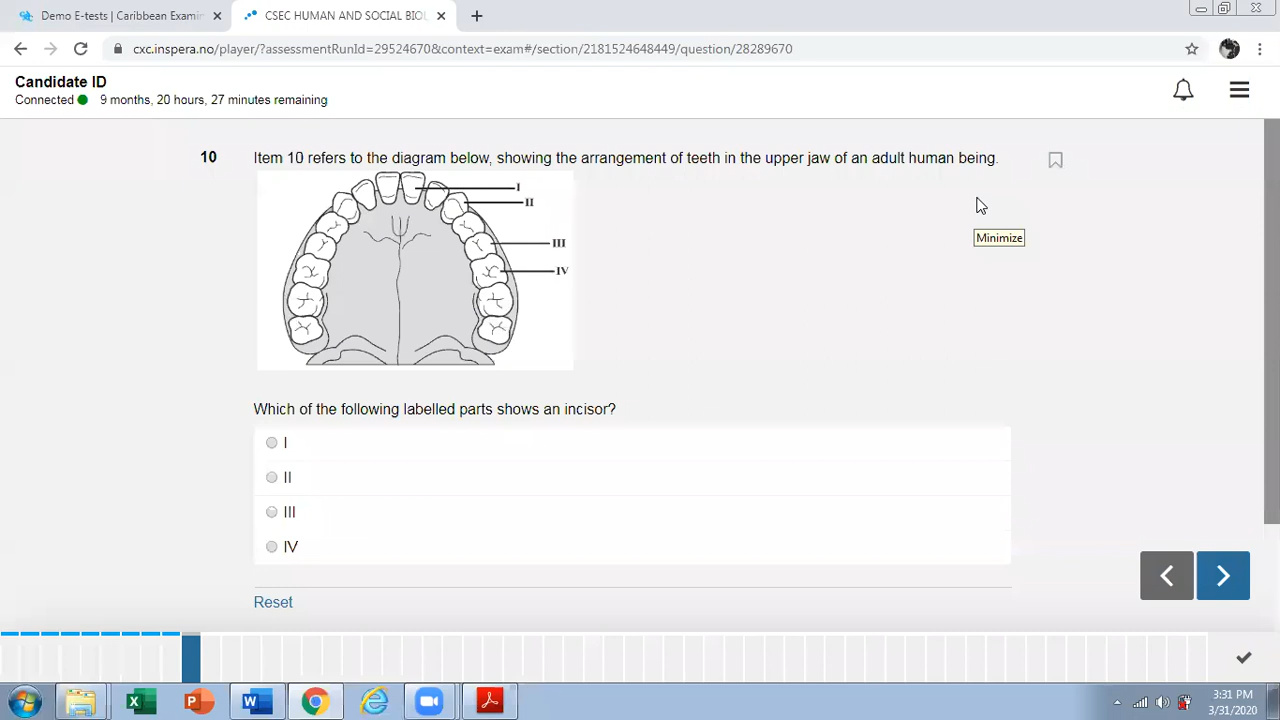 Demo E-tests | Caribbean Examin
CSEC HUMAN AND SOCIAL BIOL
cxc.inspera.no/player/?assessmentRunId=29524670&context=exam#/section/2181524648449/question/28289670
Candidate ID
Connected 9 months, 20 hours, 27 minutes remaining
10 Item 10 refers to the diagram below, showing the arrangement of teeth in the upper jaw of an adult human being.
I
II
III
IV
Minimize
Which of the following labelled parts shows an incisor?
I
II
III
IV
Reset
3:31 PM
3/31/2020